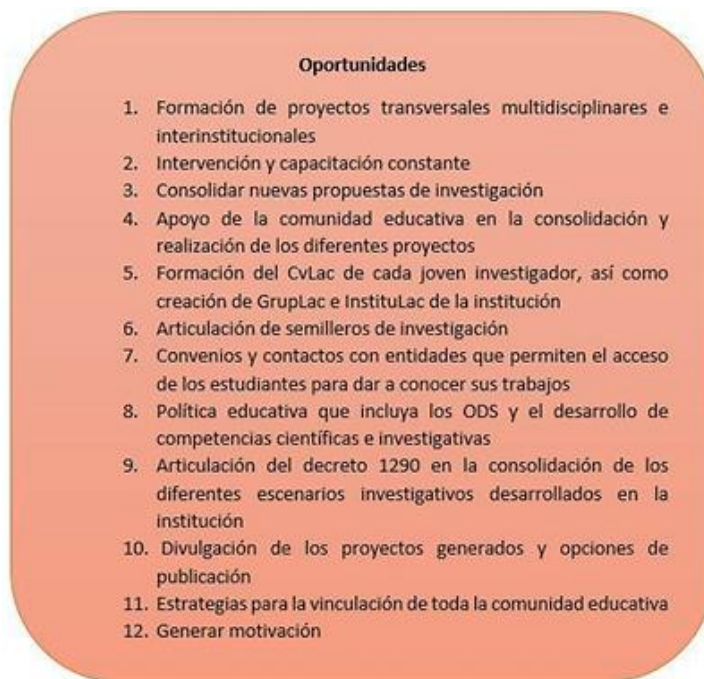 Oportunidades
1. Formación de proyectos transversales multidisciplinares e
interinstitucionales
2. Intervención y capacitación constante
3. Consolidar nuevas propuestas de investigación
4. Apoyo de la comunidad educativa en la consolidación y
realización de los diferentes proyectos
5. Formación del CvLac de cada joven investigador, así como
creación de GrupLac e InstituLac de la institución
6. Articulación de semilleros de investigación
7. Convenios y contactos con entidades que permiten el acceso
de los estudiantes para dar a conocer sus trabajos
8. Política educativa que incluya los ODS y el desarrollo de
competencias científicas e investigativas
9. Articulación del decreto 1290 en la consolidación de los
diferentes escenarios investigativos desarrollados en la
institución
10. Divulgación de los proyectos generados y opciones de
publicación
11. Estrategias para la vinculación de toda la comunidad educativa
12. Generar motivación